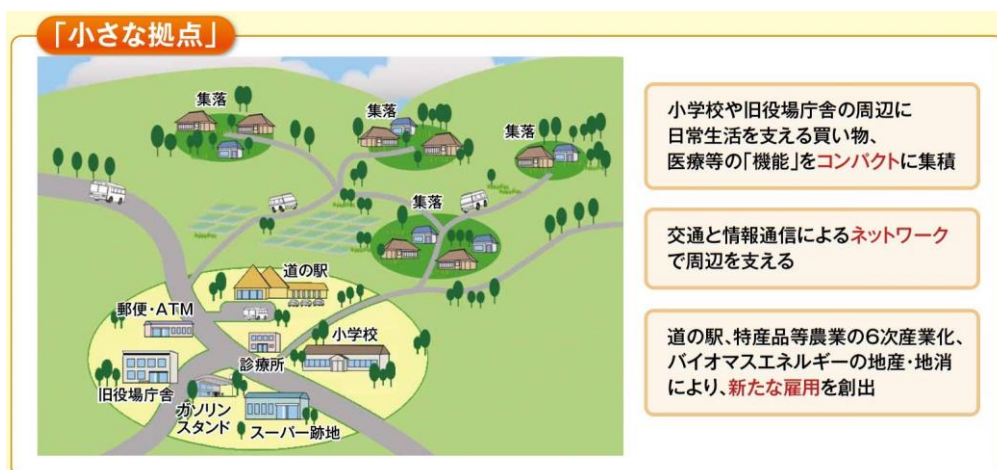 「小さな拠点」
集落
集落
集落
集落
道の駅
郵便・ATM
小学校
診療所
旧役場庁舎
ガソリン
スタンド
スーパー跡地
小学校や旧役場庁舎の周辺に
日常生活を支える買い物、
医療等の「機能」をコンパクトに集積
交通と情報通信によるネットワーク
で周辺を支える
道の駅、特産品等農業の6次産業化、
バイオマスエネルギーの地産・地消
により、新たな雇用を創出